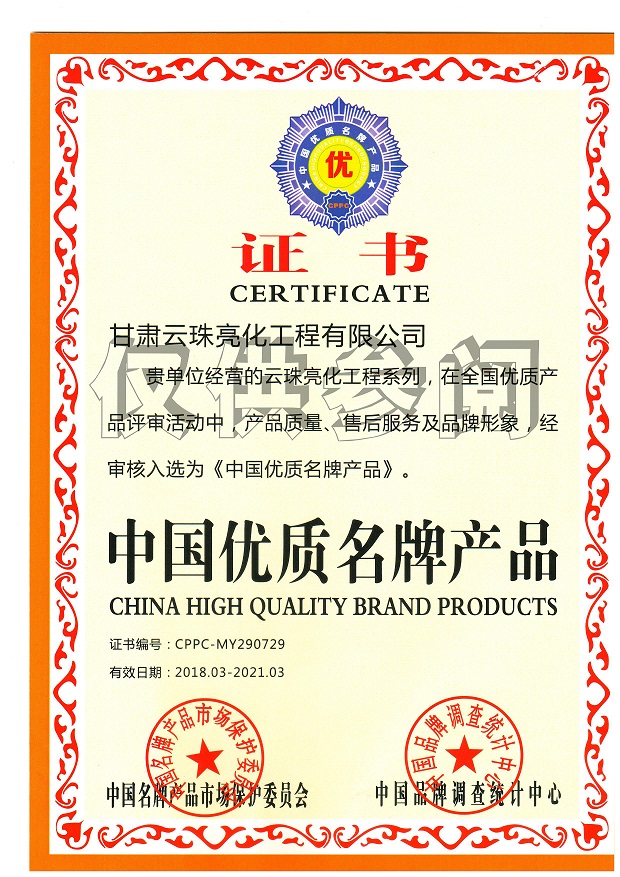 中国优质名牌产品
优
CPPC
证书
CERTIFICATE
甘肃云珠亮化工程有限公司
仅供参阅
贵单位经营的云珠亮化工程系列，在全国优质产
品评审活动中，产品质量、售后服务及品牌形象，经
审核入选为《中国优质名牌产品》。
中国优质名牌产品
CHINA HIGH QUALITY BRAND PRODUCTS
证书编号：CPPC-MY290729
有效日期：2018.03-2021.03
中国名牌产品市场保护委员会
中国品牌调查统计中心
中国名牌产品市场保护委员会
中国品牌调查统计中心